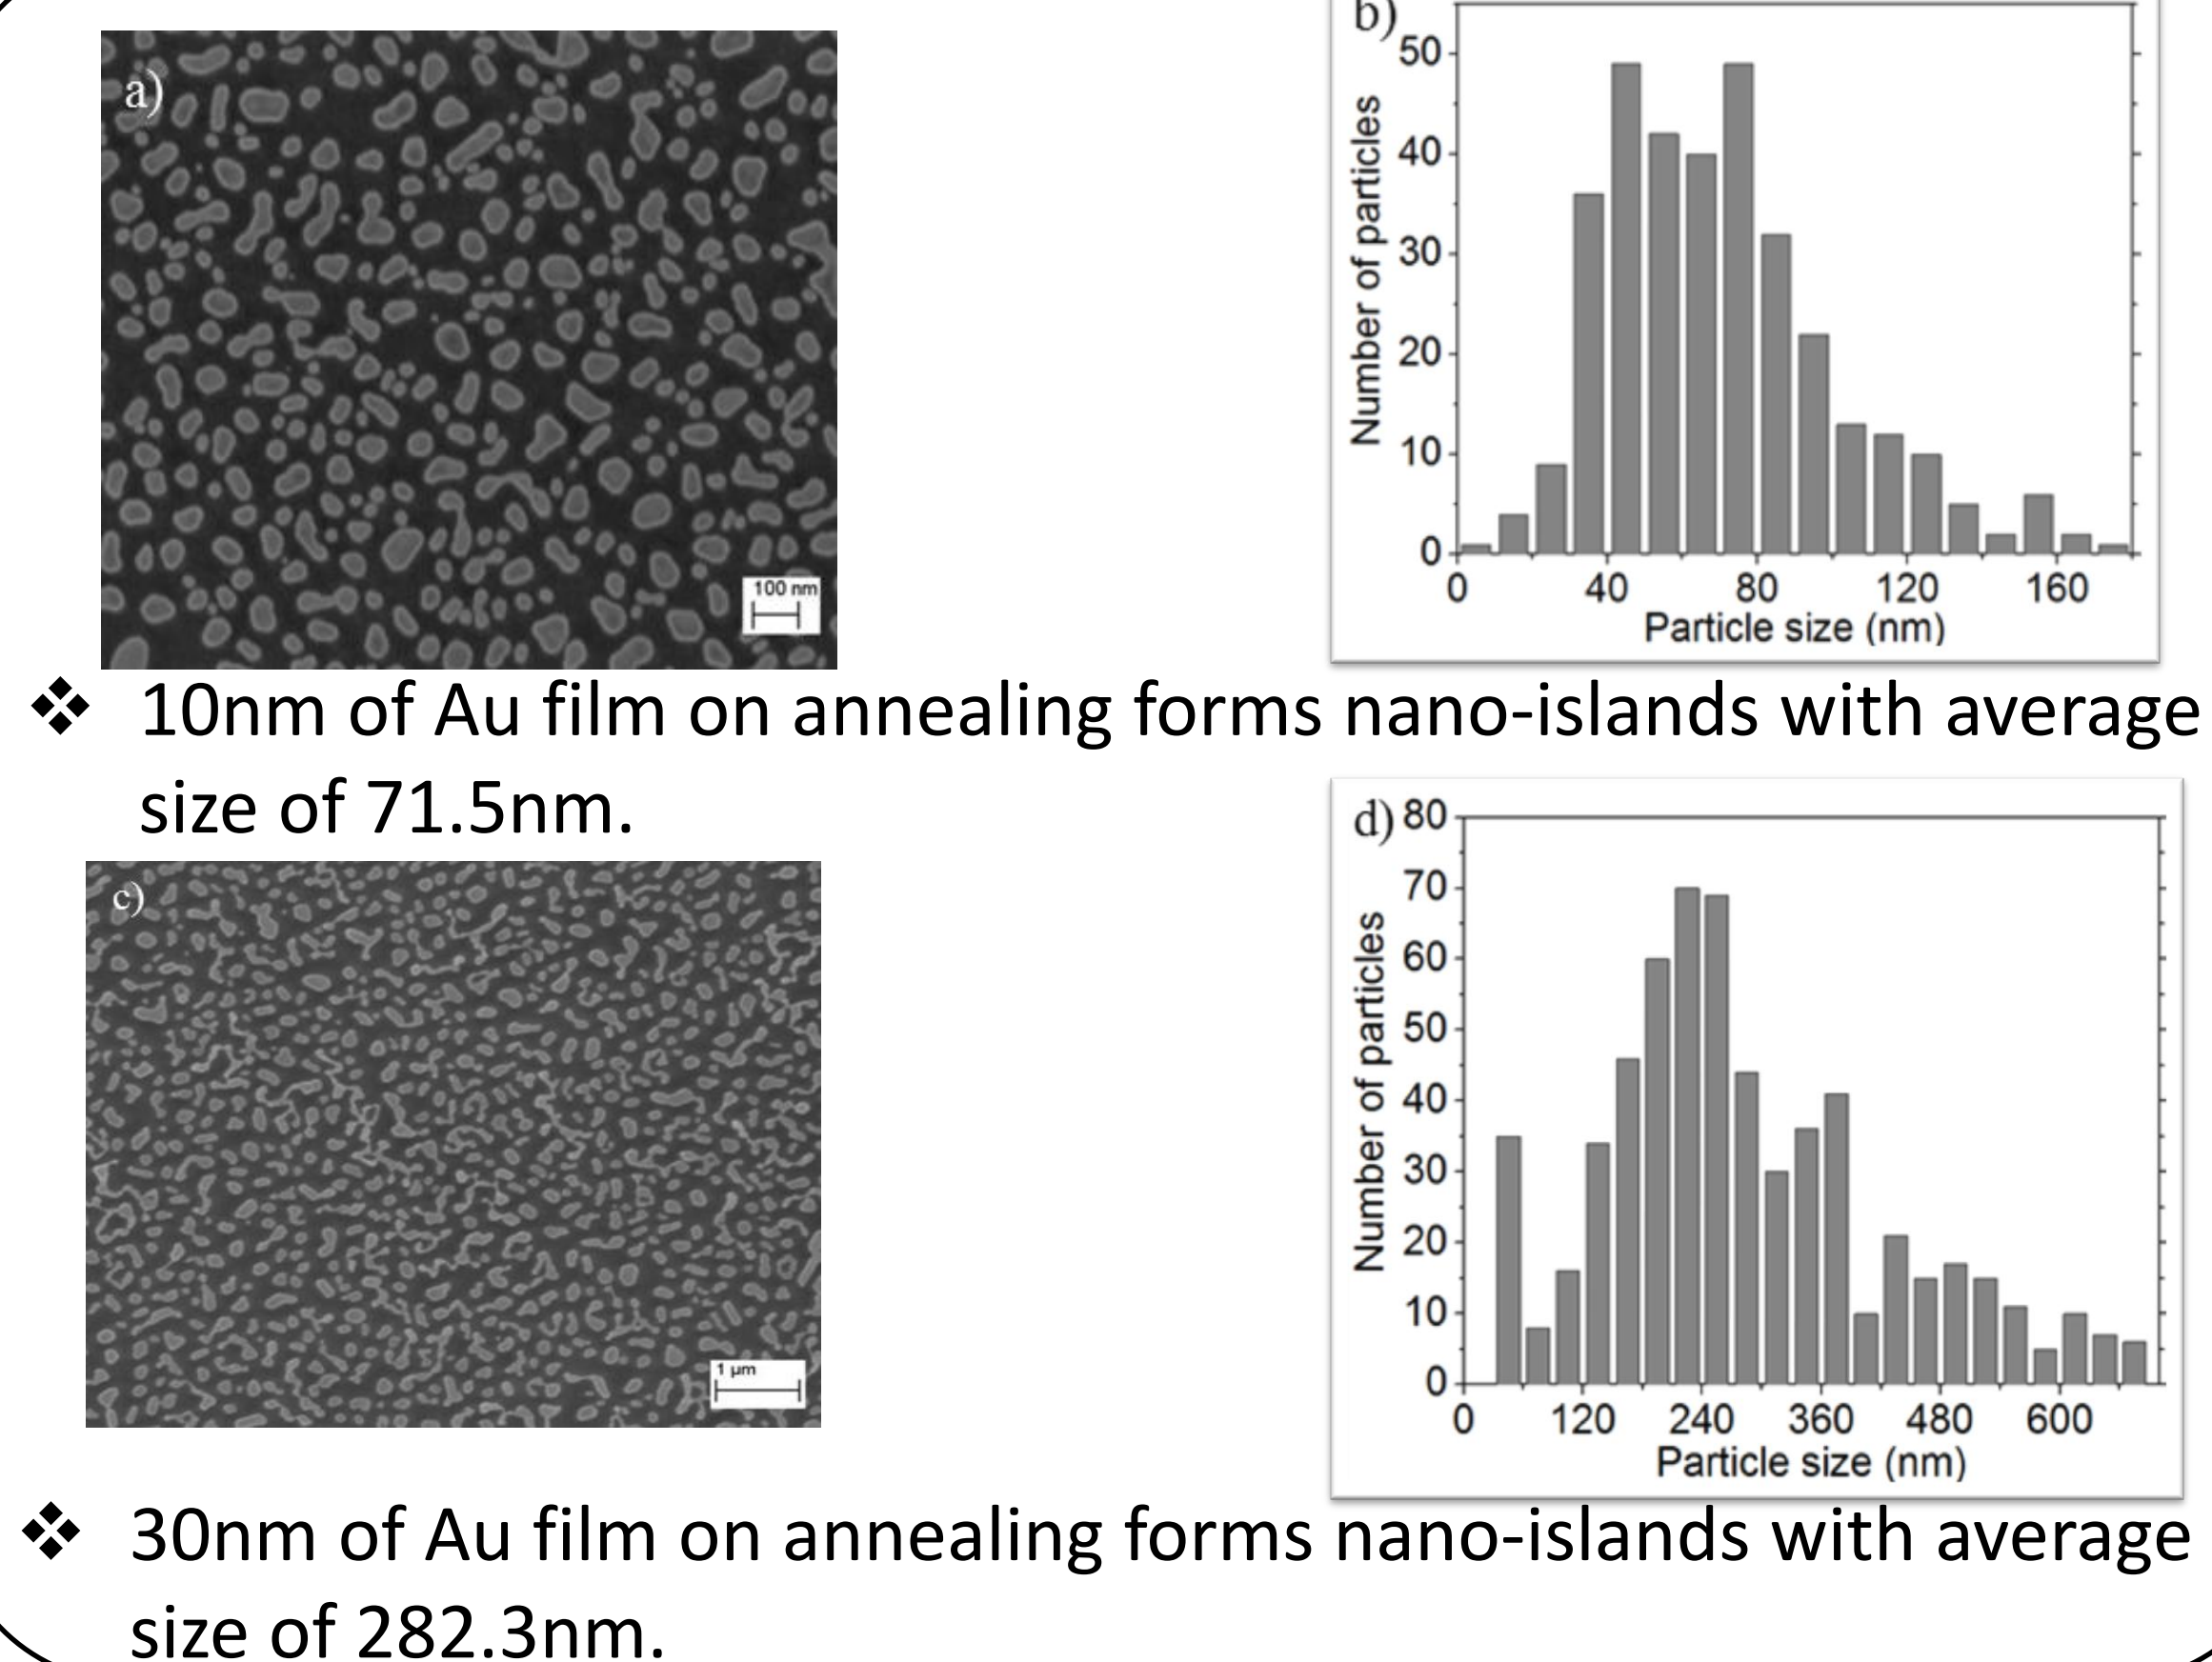 a)
100 nm
b)
50
40
30
20
10
0
Number of particles
0 40 80 120 160
Particle size (nm)
❖ 10nm of Au film on annealing forms nano-islands with average
size of 71.5nm.
c)
1 µm
d)
80
70
60
50
40
30
20
10
0
Number of particles
0 120 240 360 480 600
Particle size (nm)
❖ 30nm of Au film on annealing forms nano-islands with average
size of 282.3nm.